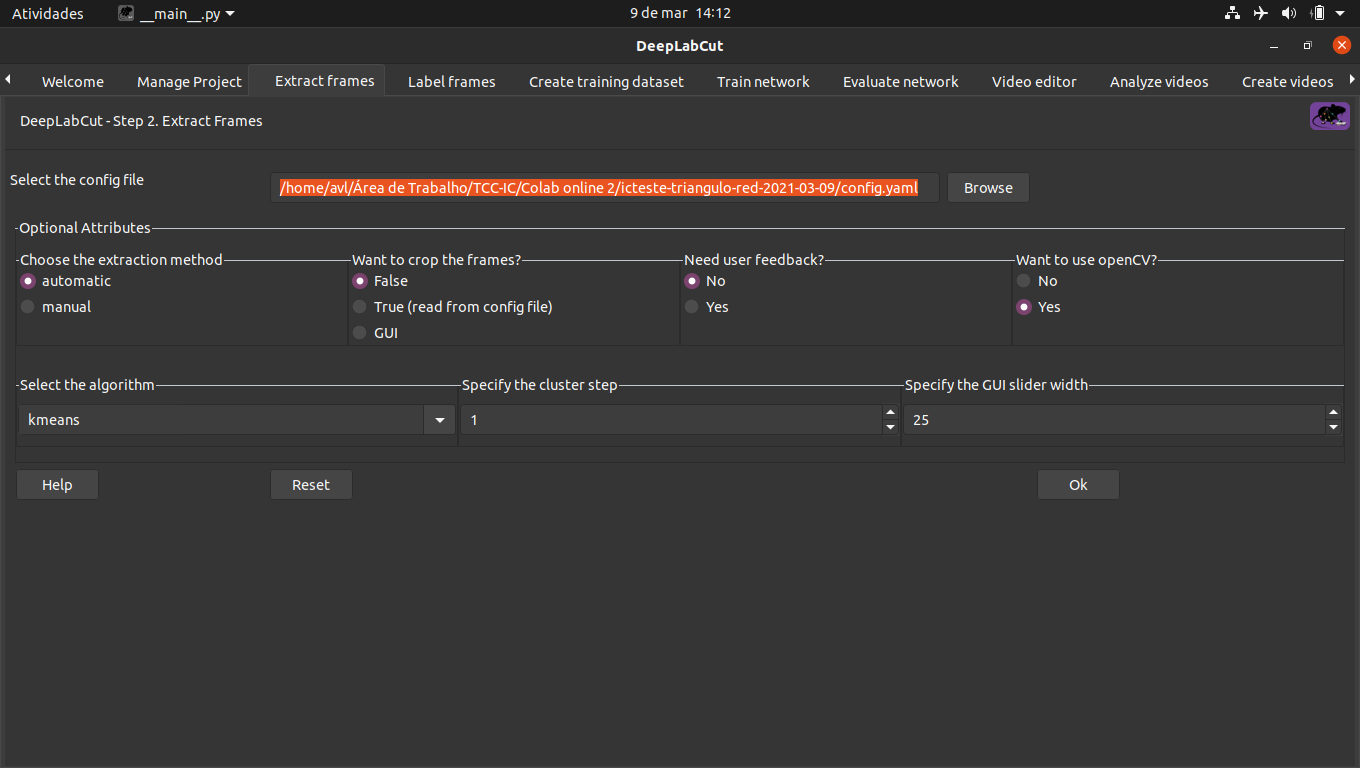 Atividades __main__.py 9 de mar 14:12
DeepLabCut
Welcome Manage Project Extract frames Label frames Create training dataset Train network Evaluate network Video editor Analyze videos Create videos
DeepLabCut - Step 2. Extract Frames
Select the config file /home/avl/Área de Trabalho/TCC-IC/Colab online 2/icteste-triangulo-red-2021-03-09/config.yaml Browse
Optional Attributes
Choose the extraction method Want to crop the frames? Need user feedback? Want to use openCV?
automatic False No No
manual True (read from config file) Yes Yes
GUI
Select the algorithm Specify the cluster step Specify the GUI slider width
kmeans 1 25
Help Reset Ok